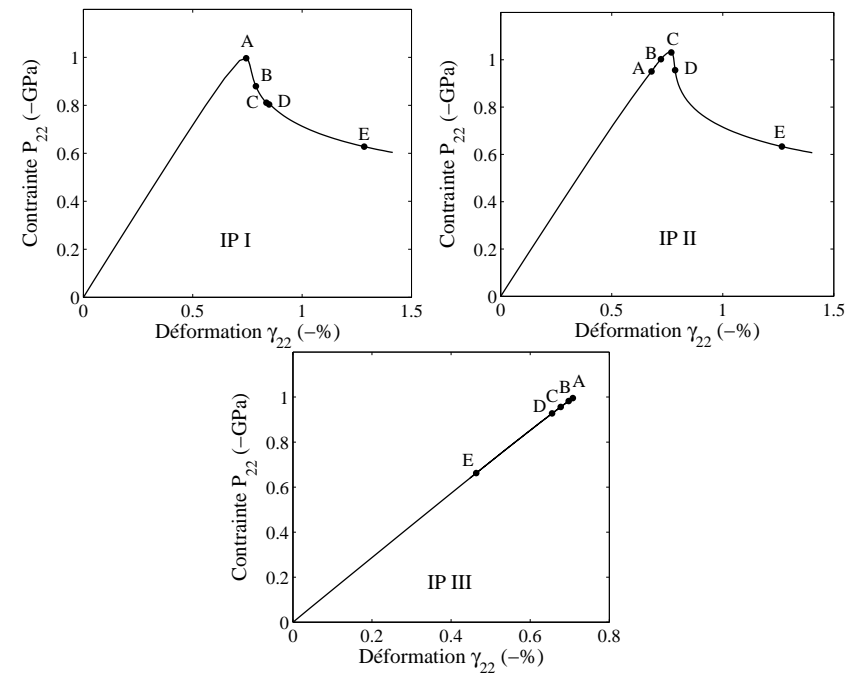 Contrainte P22 (−GPa)
1
0.8
0.6
0.4
0.2
0
A
B
C
D
E
IP I
0
0.5
1
1.5
Déformation γ22 (−%)
Contrainte P22 (−GPa)
1
0.8
0.6
0.4
0.2
0
C
B
A
D
E
IP II
0
0.5
1
1.5
Déformation γ22 (−%)
Contrainte P22 (−GPa)
1
0.8
0.6
0.4
0.2
0
A
B
C
D
E
IP III
0
0.2
0.4
0.6
0.8
Déformation γ22 (−%)